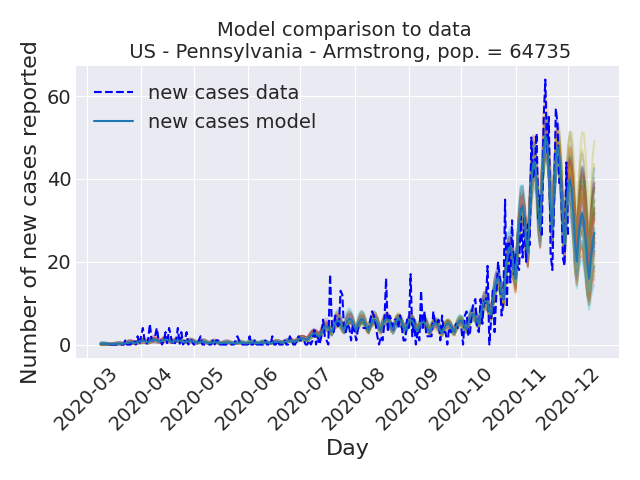 Model comparison to data
US - Pennsylvania - Armstrong, pop. = 64735
Number of new cases reported
60
40
20
0
new cases data
new cases model
2020-03
2020-04
2020-05
2020-06
2020-07
2020-08
2020-09
2020-10
2020-11
2020-12
Day